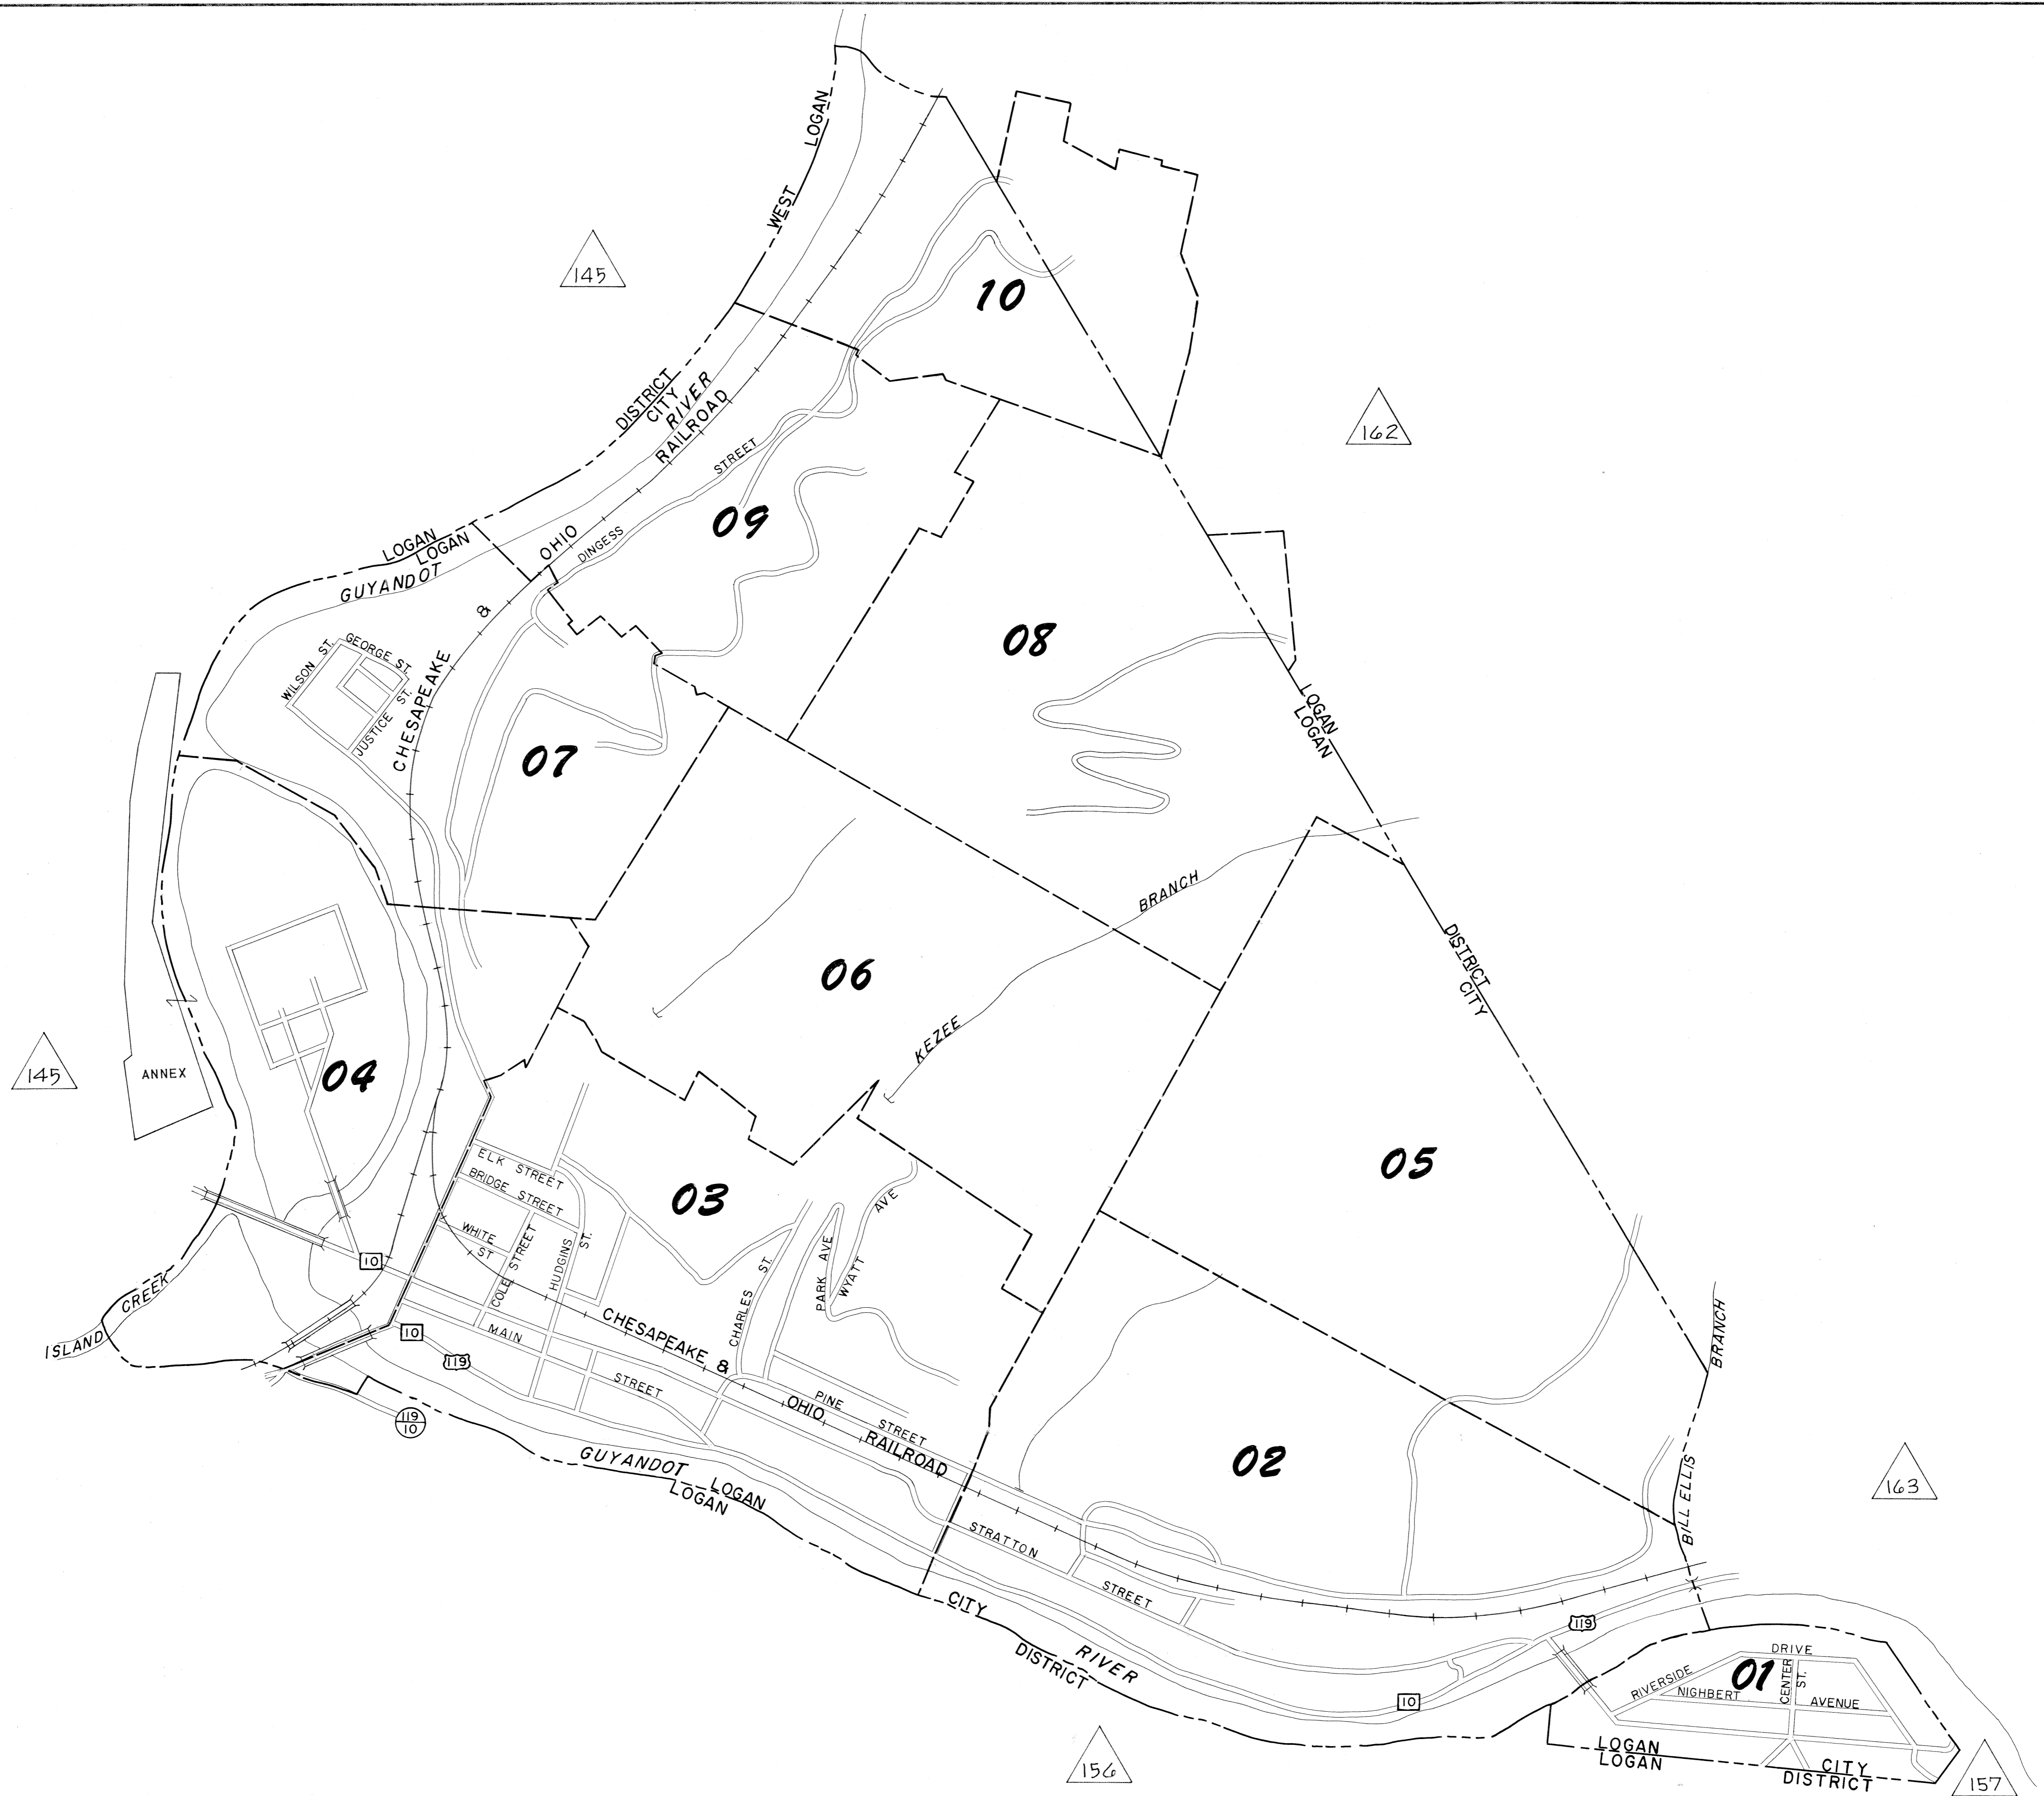 WEST LOGAN
145
10
DISTRICT
CITY
RIVER
RAILROAD
162
STREET
09
LOGAN
LOGAN
OHIO
DINGESS
GUYANDOT
&
WILSON ST.
GEORGE ST.
JUSTICE ST.
CHESAPEAKE
08
LOGAN
LOGAN
07
BRANCH
DISTRICT
CITY
06
KEZEE
145
ANNEX
04
05
ELK STREET
BRIDGE STREET
03
WHITE ST
COLE STREET
HUDGINS ST.
CHARLES ST.
PARK AVE
WYATT AVE
10
CREEK
ISLAND
10
MAIN
119
STREET
CHESAPEAKE &
OHIO
RAILROAD
PINE STREET
BRANCH
119
10
GUYANDOT
LOGAN
LOGAN
02
BILL ELLIS
163
STRATTON
STREET
CITY
DISTRICT
RIVER
119
10
DRIVE
01
RIVERSIDE
CENTER ST.
NIGHBERT AVENUE
LOGAN
LOGAN
CITY
DISTRICT
156
157